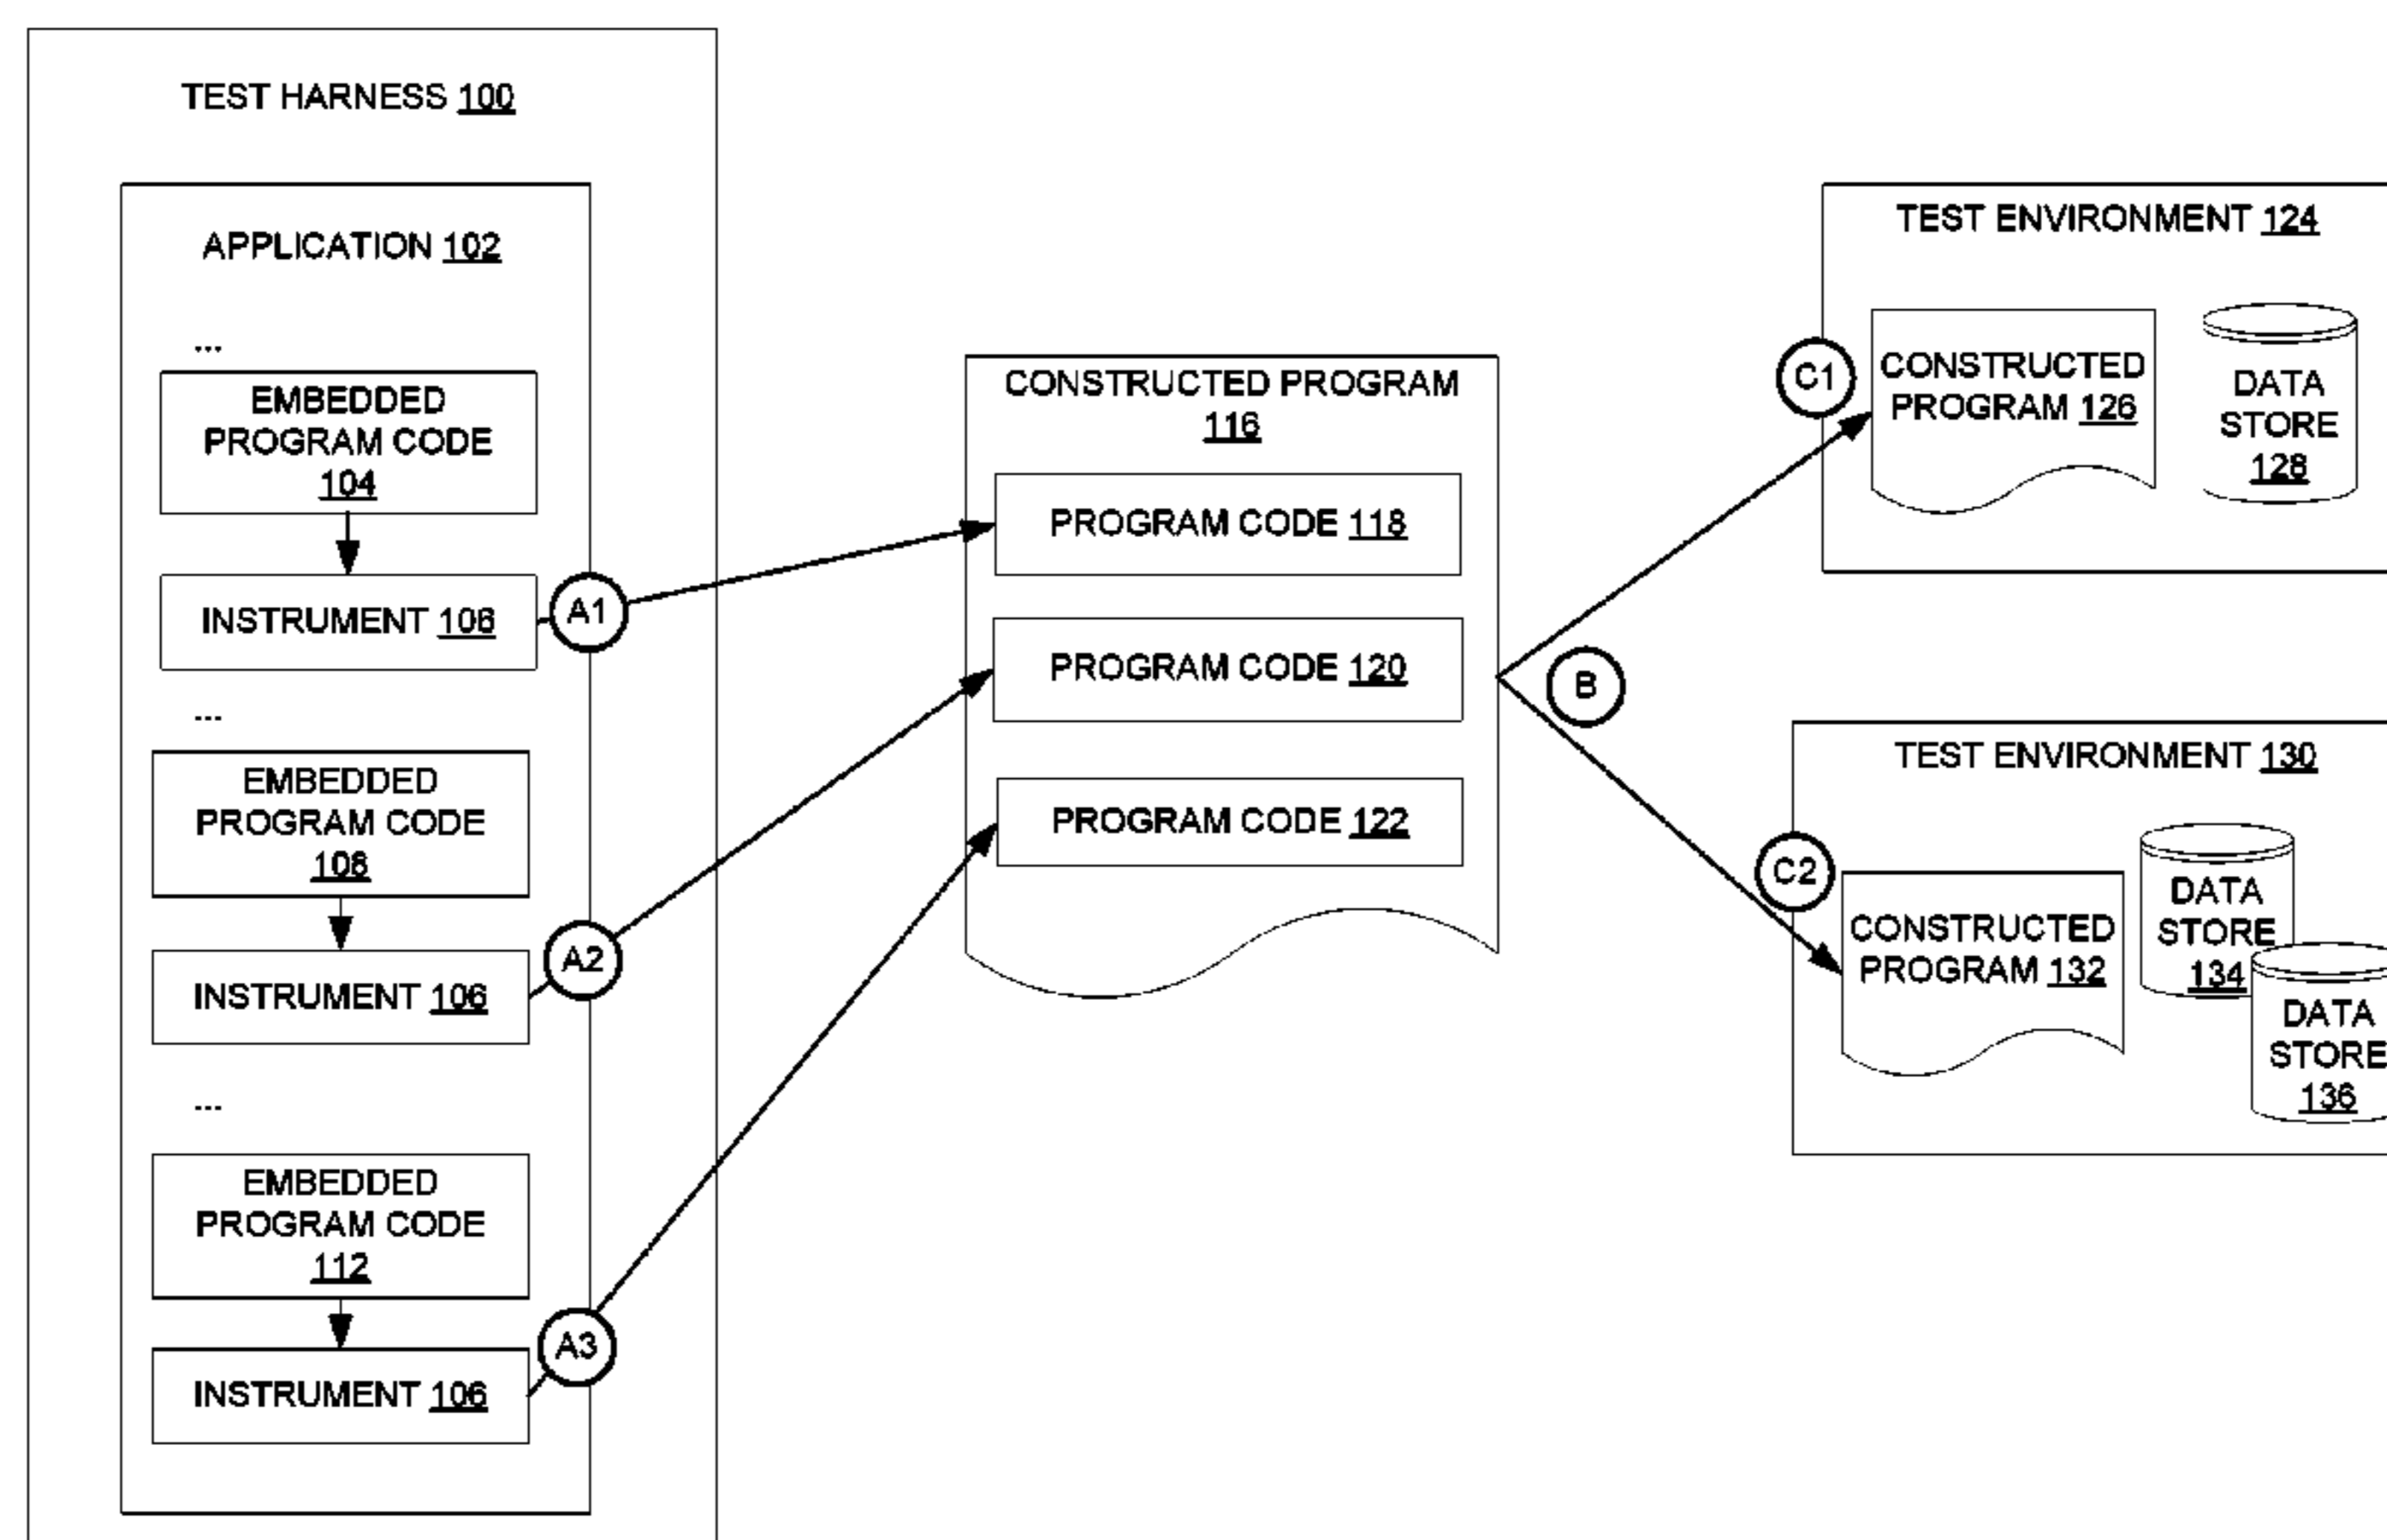 TEST HARNESS 100
APPLICATION 102
...
EMBEDDED
PROGRAM CODE
104
INSTRUMENT 106
A1
...
EMBEDDED
PROGRAM CODE
108
INSTRUMENT 106
A2
...
EMBEDDED
PROGRAM CODE
112
INSTRUMENT 106
A3
CONSTRUCTED PROGRAM
116
PROGRAM CODE 118
PROGRAM CODE 120
PROGRAM CODE 122
B
TEST ENVIRONMENT 124
C1
CONSTRUCTED
PROGRAM 126
DATA
STORE
128
TEST ENVIRONMENT 130
C2
CONSTRUCTED
PROGRAM 132
DATA
STORE
134
DATA
STORE
136